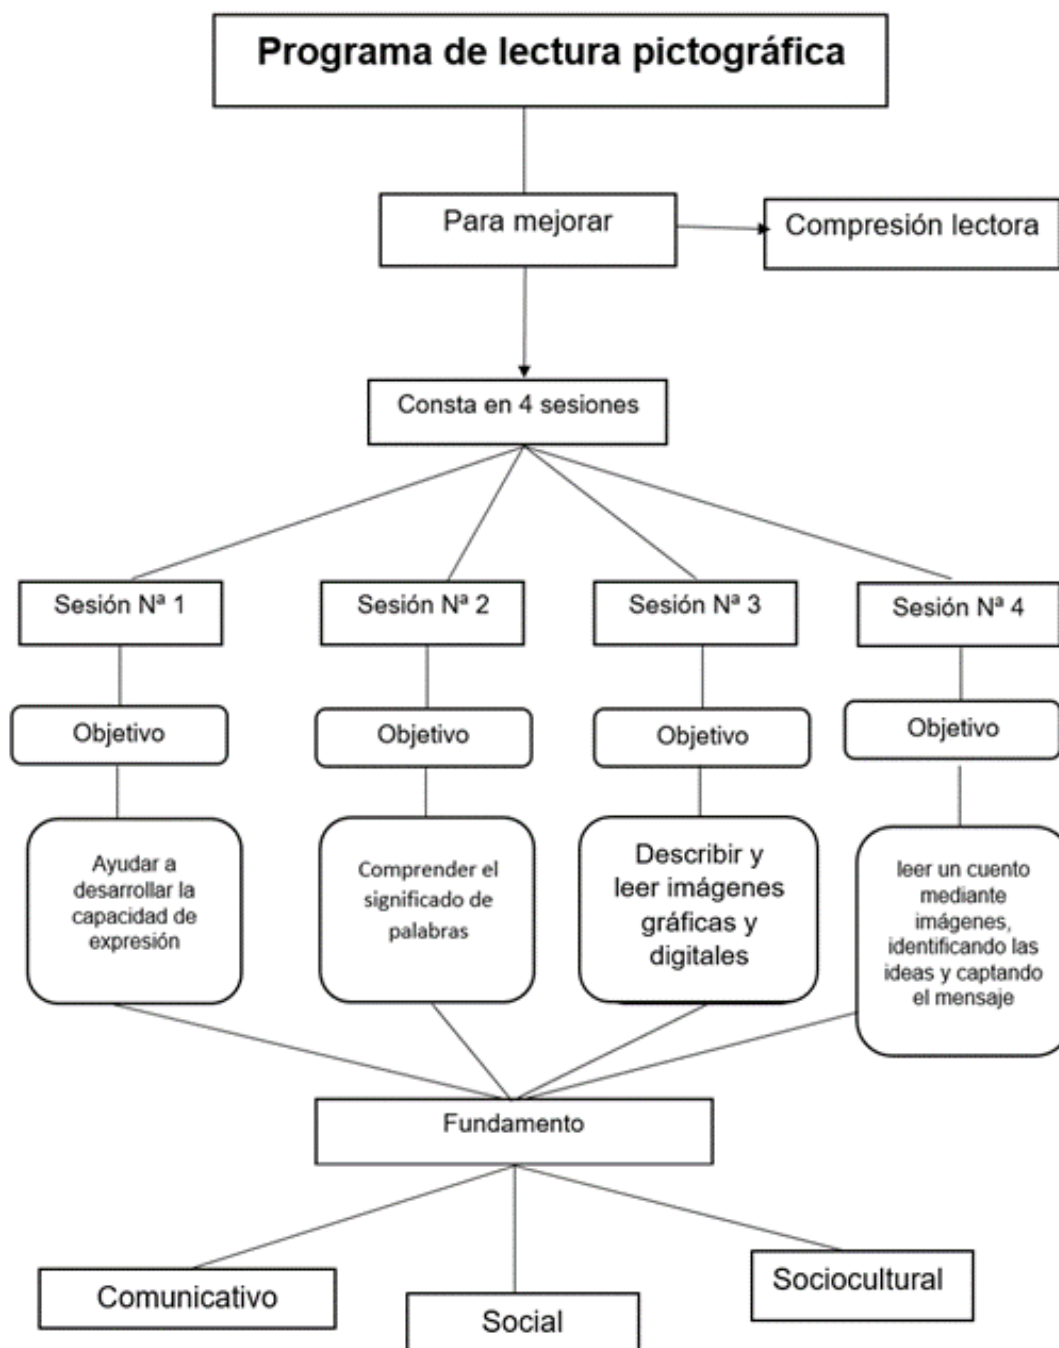 Programa de lectura pictográfica
Para mejorar
Compresión lectora
Consta en 4 sesiones
Sesión Nª 1
Sesión Nª 2
Sesión Nª 3
Sesión Nª 4
Objetivo
Objetivo
Objetivo
Objetivo
Ayudar a
desarrollar la
capacidad de
expresión
Comprender el
significado de
palabras
Describir y
leer imágenes
gráficas y
digitales
leer un cuento
mediante
imágenes,
identificando las
ideas y captando
el mensaje
Fundamento
Comunicativo
Social
Sociocultural